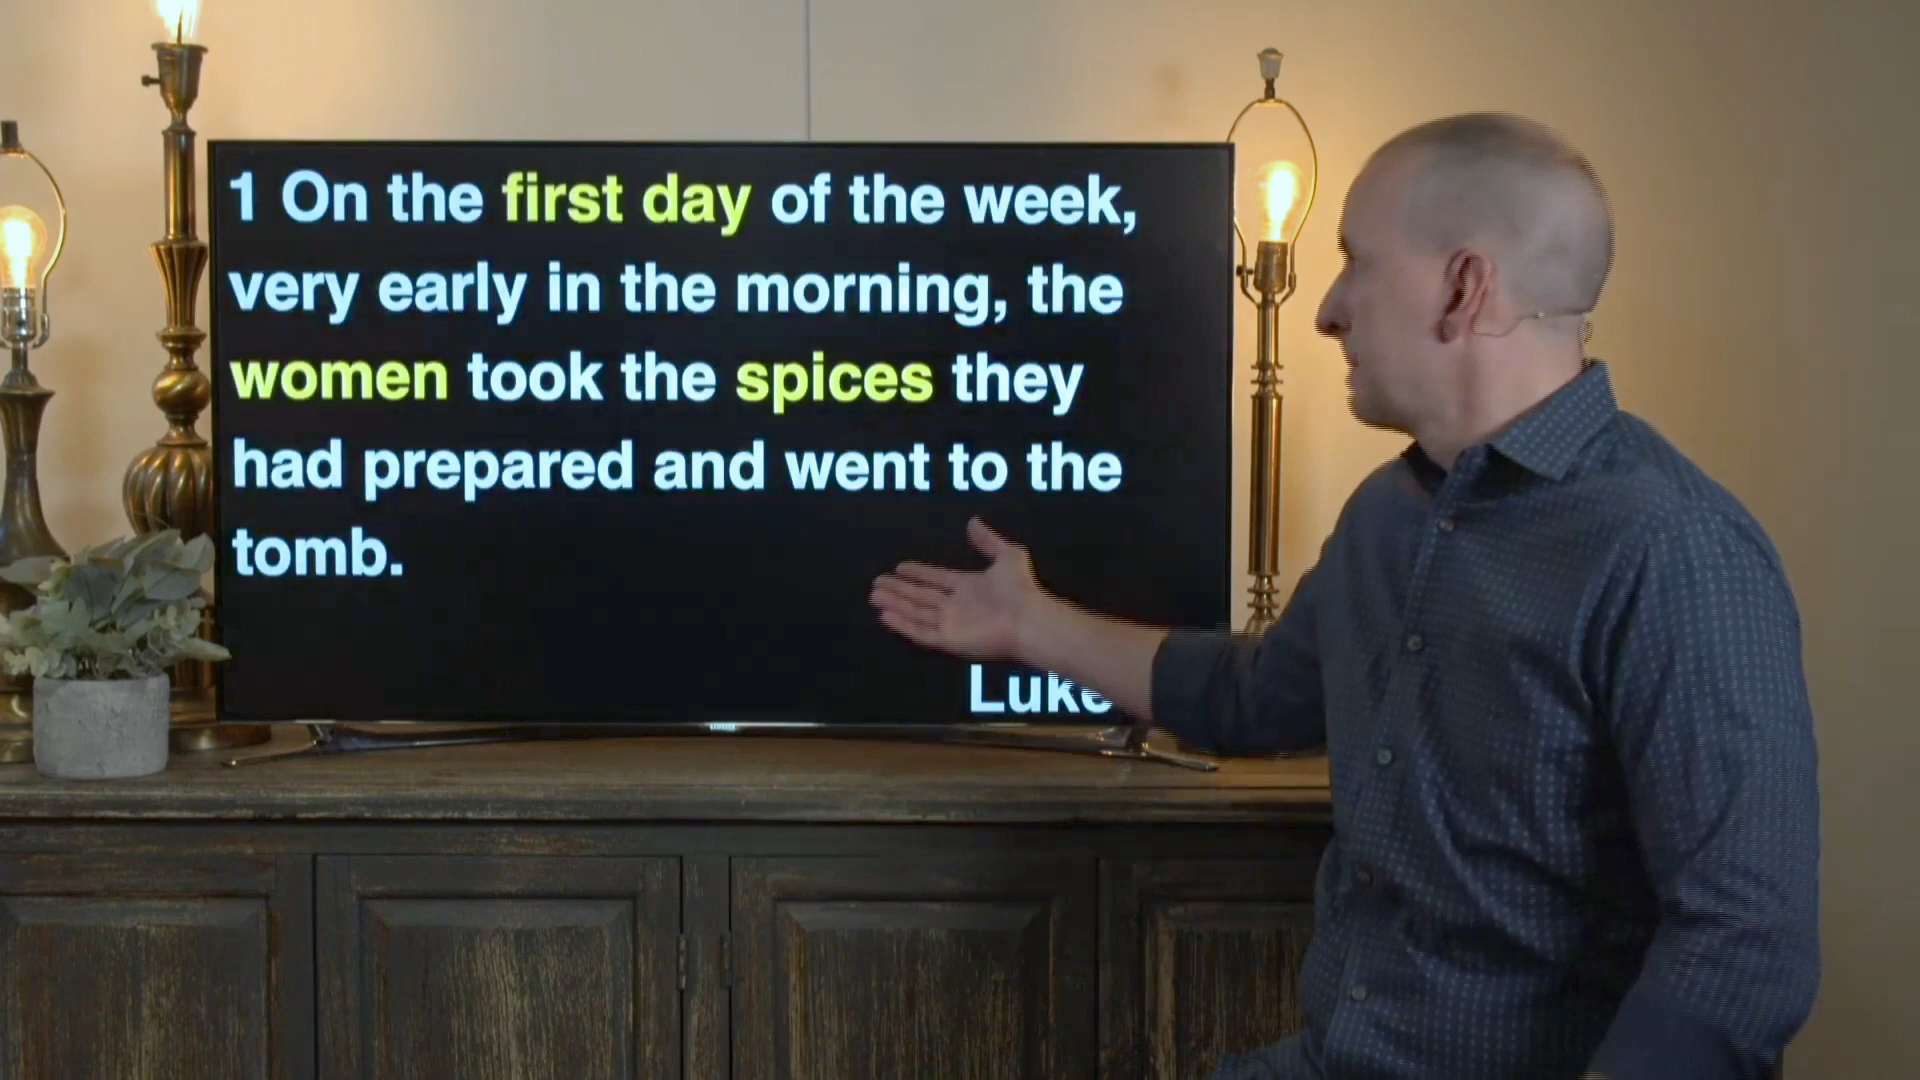 1 On the first day of the week,
very early in the morning, the
women took the spices they
had prepared and went to the
tomb.
Luke